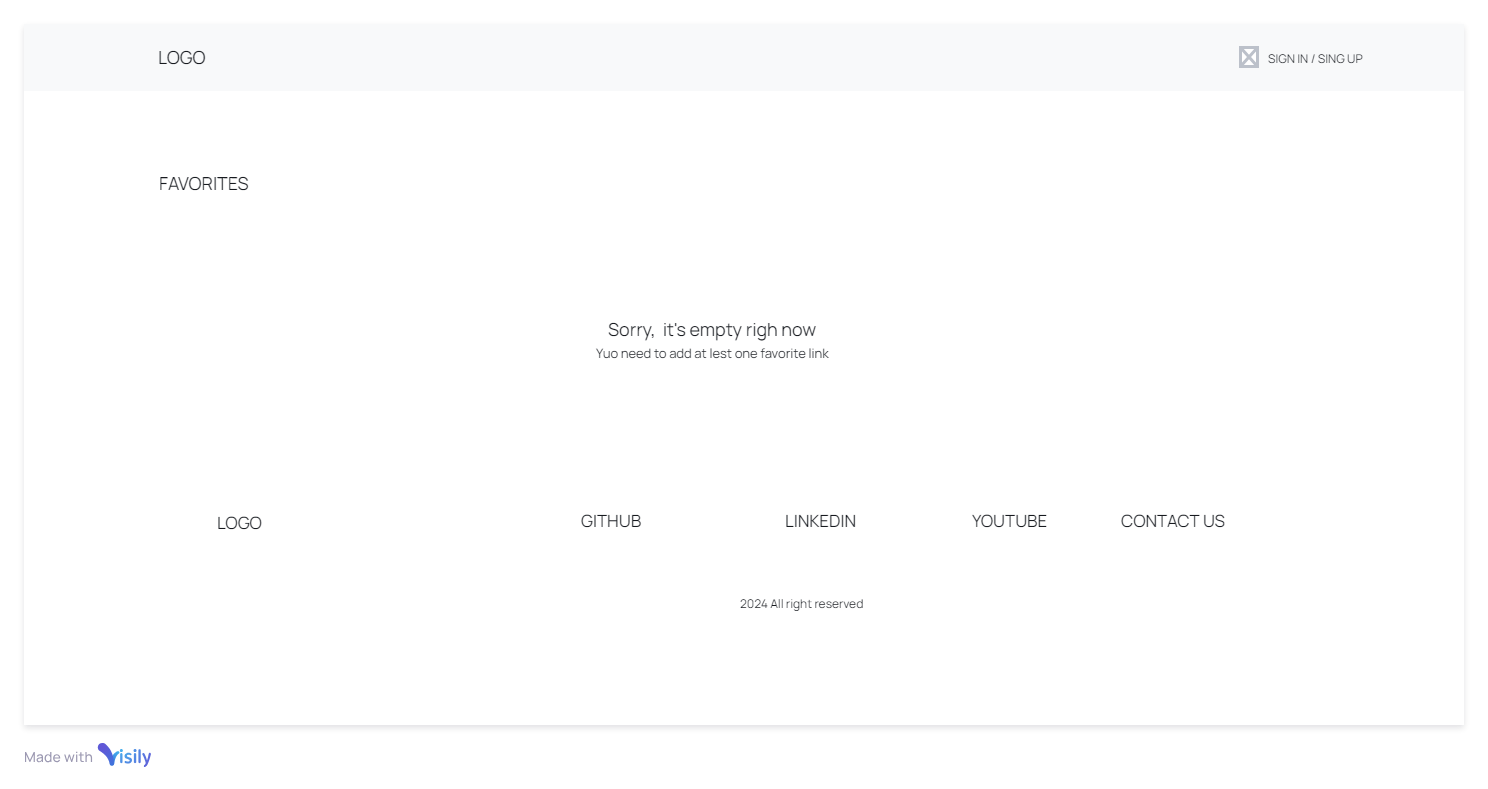 LOGO
SIGN IN / SING UP
FAVORITES
Sorry,  it's empty righ now
Yuo need to add at lest one favorite link
LOGO
GITHUB
LINKEDIN
YOUTUBE
CONTACT US
2024 All right reserved
Made with Visily